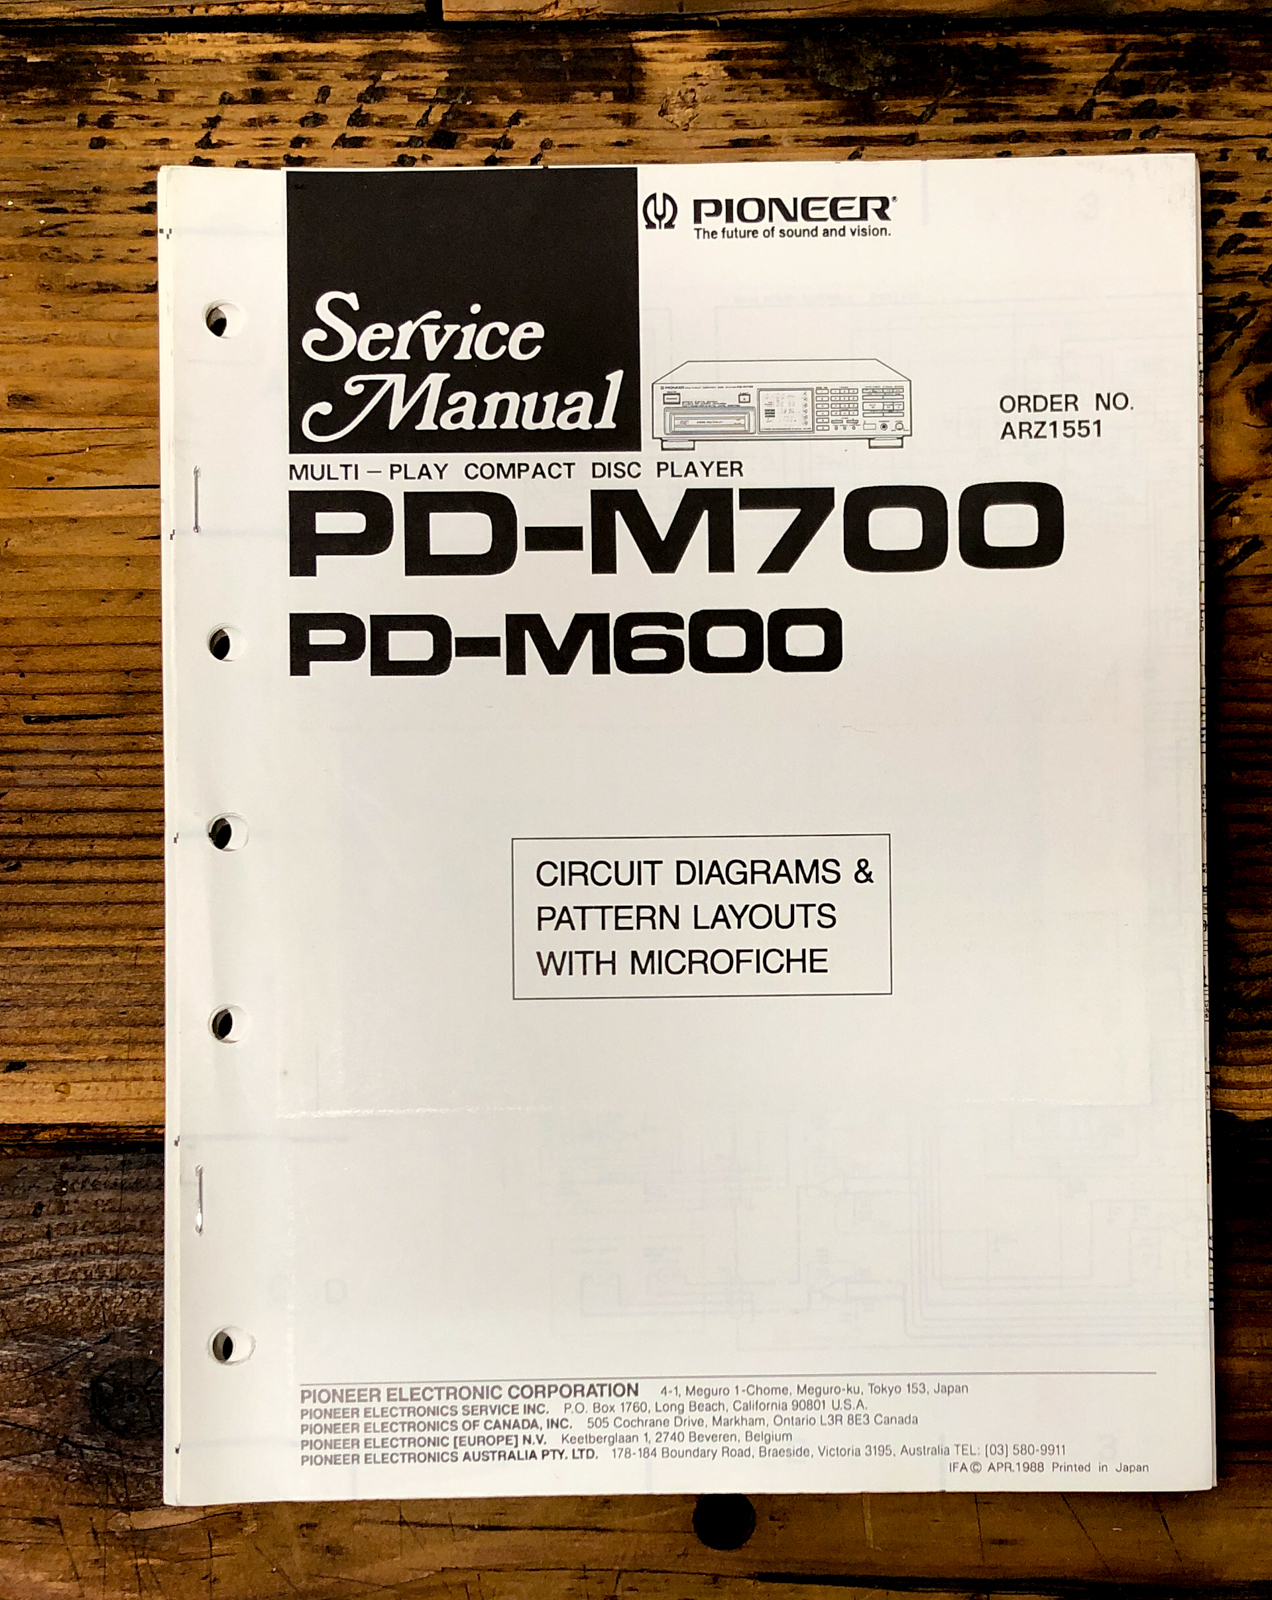 PIONEER
The future of sound and vision.
Service
Manual
ORDER NO.
ARZ1551
MULTI – PLAY COMPACT DISC PLAYER
PD-M700
PD-M600
CIRCUIT DIAGRAMS &
PATTERN LAYOUTS
WITH MICROFICHE
PIONEER ELECTRONIC CORPORATION 4-1, Meguro 1-Chome, Meguro-ku, Tokyo 153, Japan
PIONEER ELECTRONICS SERVICE INC. P.O. Box 1760, Long Beach, California 90801 U.S.A.
PIONEER ELECTRONICS OF CANADA, INC. 505 Cochrane Drive, Markham, Ontario L3R 8E3 Canada
PIONEER ELECTRONIC [EUROPE] N.V. Keetberglaan 1, 2740 Beveren, Belgium
PIONEER ELECTRONICS AUSTRALIA PTY. LTD. 178-184 Boundary Road, Braeside, Victoria 3195, Australia TEL: [03] 580-9911
IFA © APR.1988 Printed in Japan